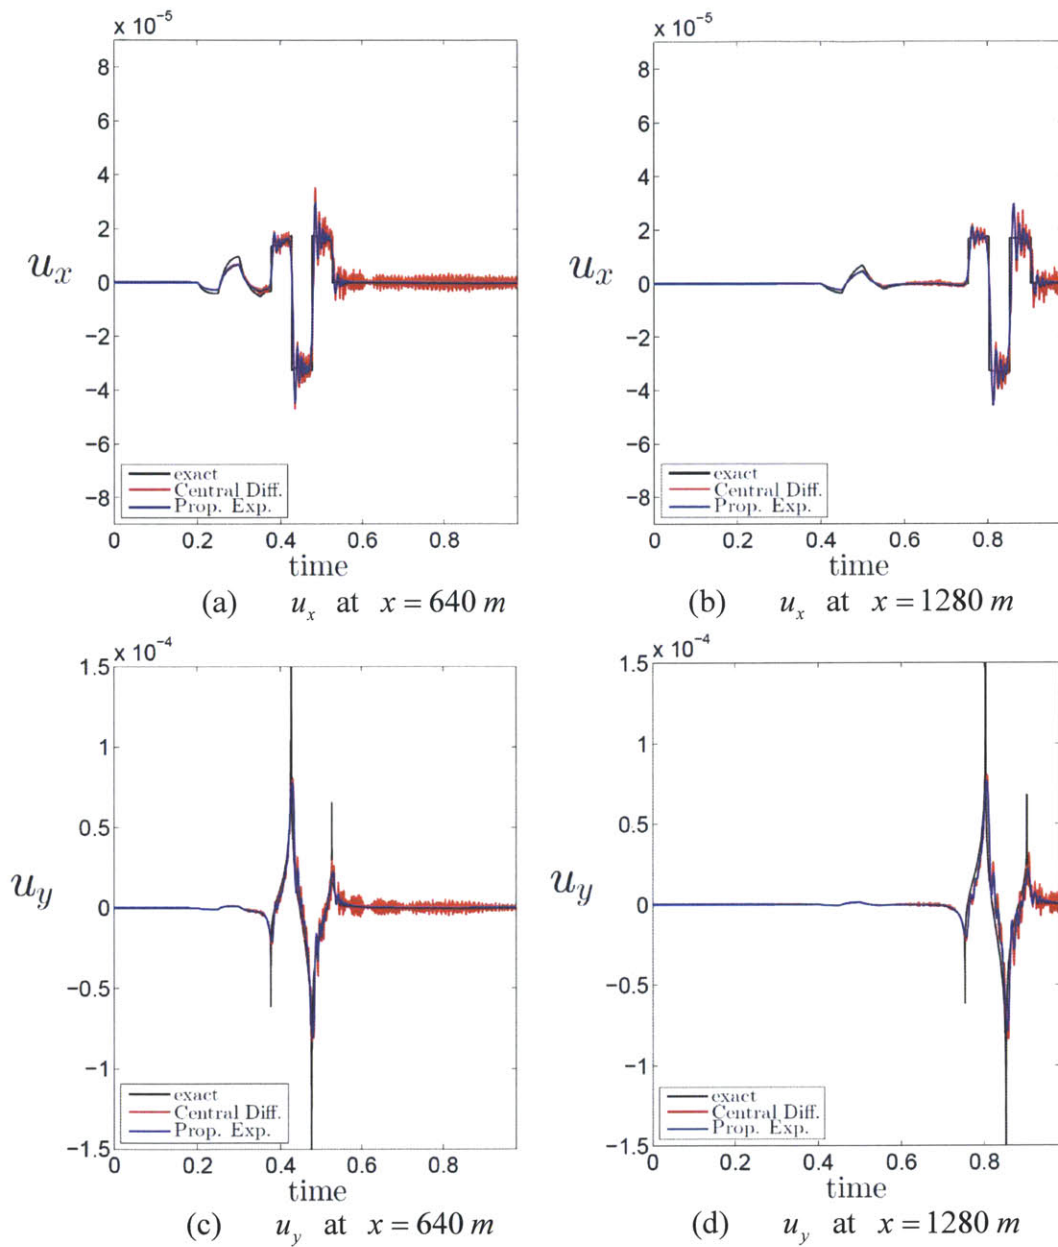 x 10⁻⁵
8
6
4
2
0
−2
−4
−6
−8
u_x
exact
Central Diff.
Prop. Exp.
0 0.2 0.4 0.6 0.8
time
(a) u_x at x = 640 m
x 10⁻⁵
8
6
4
2
0
−2
−4
−6
−8
u_x
exact
Central Diff.
Prop. Exp.
0 0.2 0.4 0.6 0.8
time
(b) u_x at x = 1280 m
x 10⁻⁴
1.5
1
0.5
0
−0.5
−1
−1.5
u_y
exact
Central Diff.
Prop. Exp.
0 0.2 0.4 0.6 0.8
time
(c) u_y at x = 640 m
x 10⁻⁴
1.5
1
0.5
0
−0.5
−1
−1.5
u_y
exact
Central Diff.
Prop. Exp.
0 0.2 0.4 0.6 0.8
time
(d) u_y at x = 1280 m